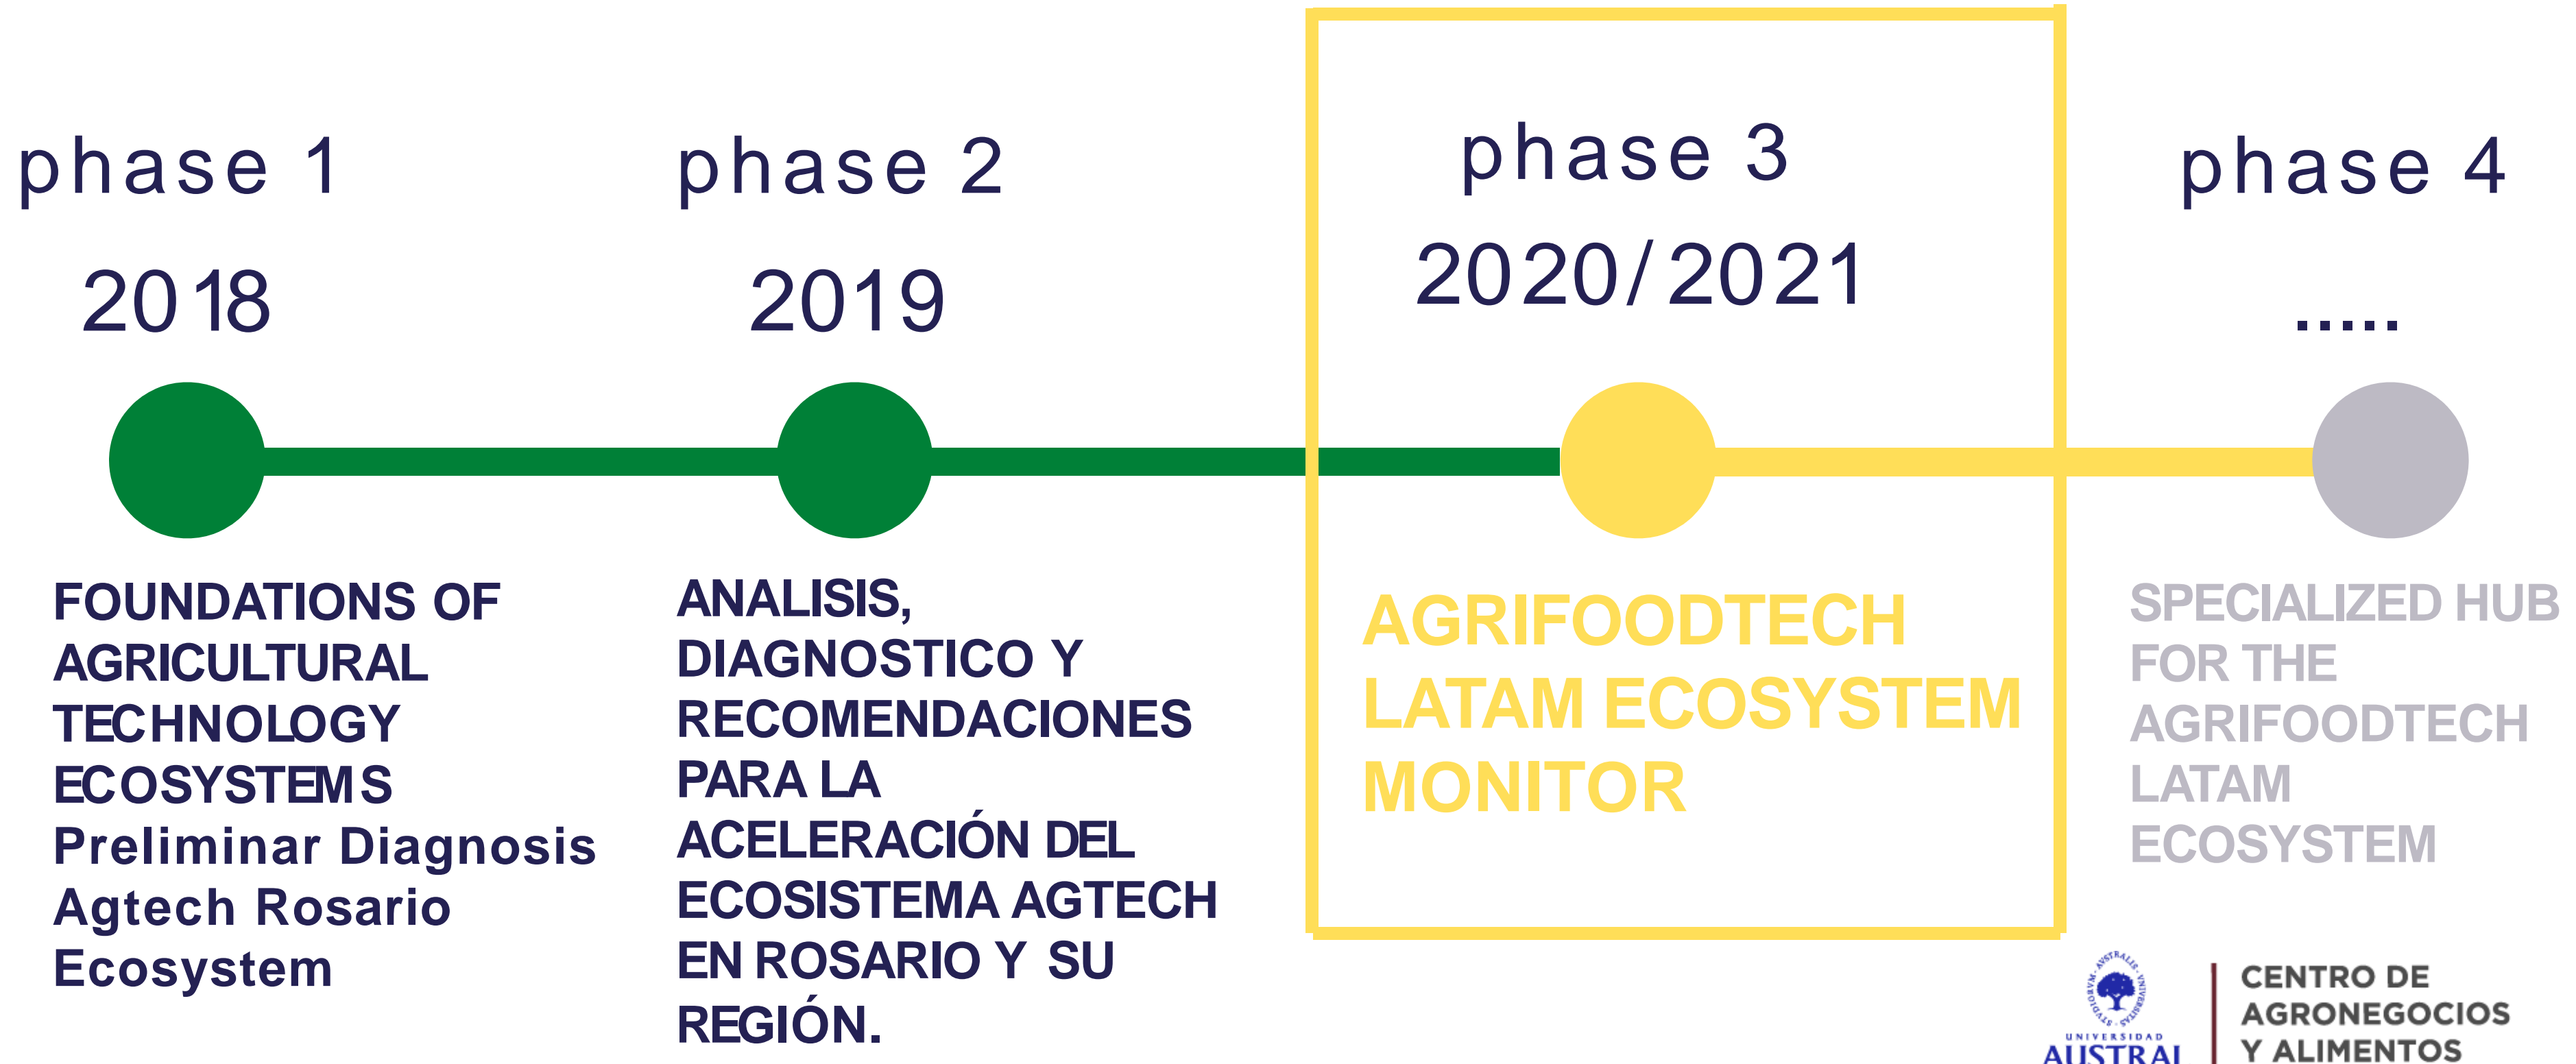 phase 1
2018
FOUNDATIONS OF
AGRICULTURAL
TECHNOLOGY
ECOSYSTEMS
Preliminar Diagnosis
Agtech Rosario
Ecosystem
phase 2
2019
ANALISIS,
DIAGNOSTICO Y
RECOMENDACIONES
PARA LA
ACELERACIÓN DEL
ECOSISTEMA AGTECH
EN ROSARIO Y SU
REGIÓN.
phase 3
2020/2021
AGRIFOODTECH
LATAM ECOSYSTEM
MONITOR
phase 4
.....
SPECIALIZED HUB
FOR THE
AGRIFOODTECH
LATAM
ECOSYSTEM
UNIVERSIDAD
AUSTRAL
CENTRO DE
AGRONEGOCIOS
Y ALIMENTOS